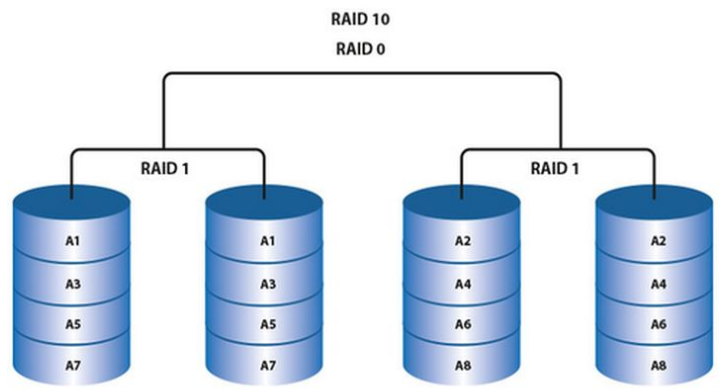 RAID 10
RAID 0
RAID 1 RAID 1
A1 A1 A2 A2
A3 A3 A4 A4
A5 A5 A6 A6
A7 A7 A8 A8